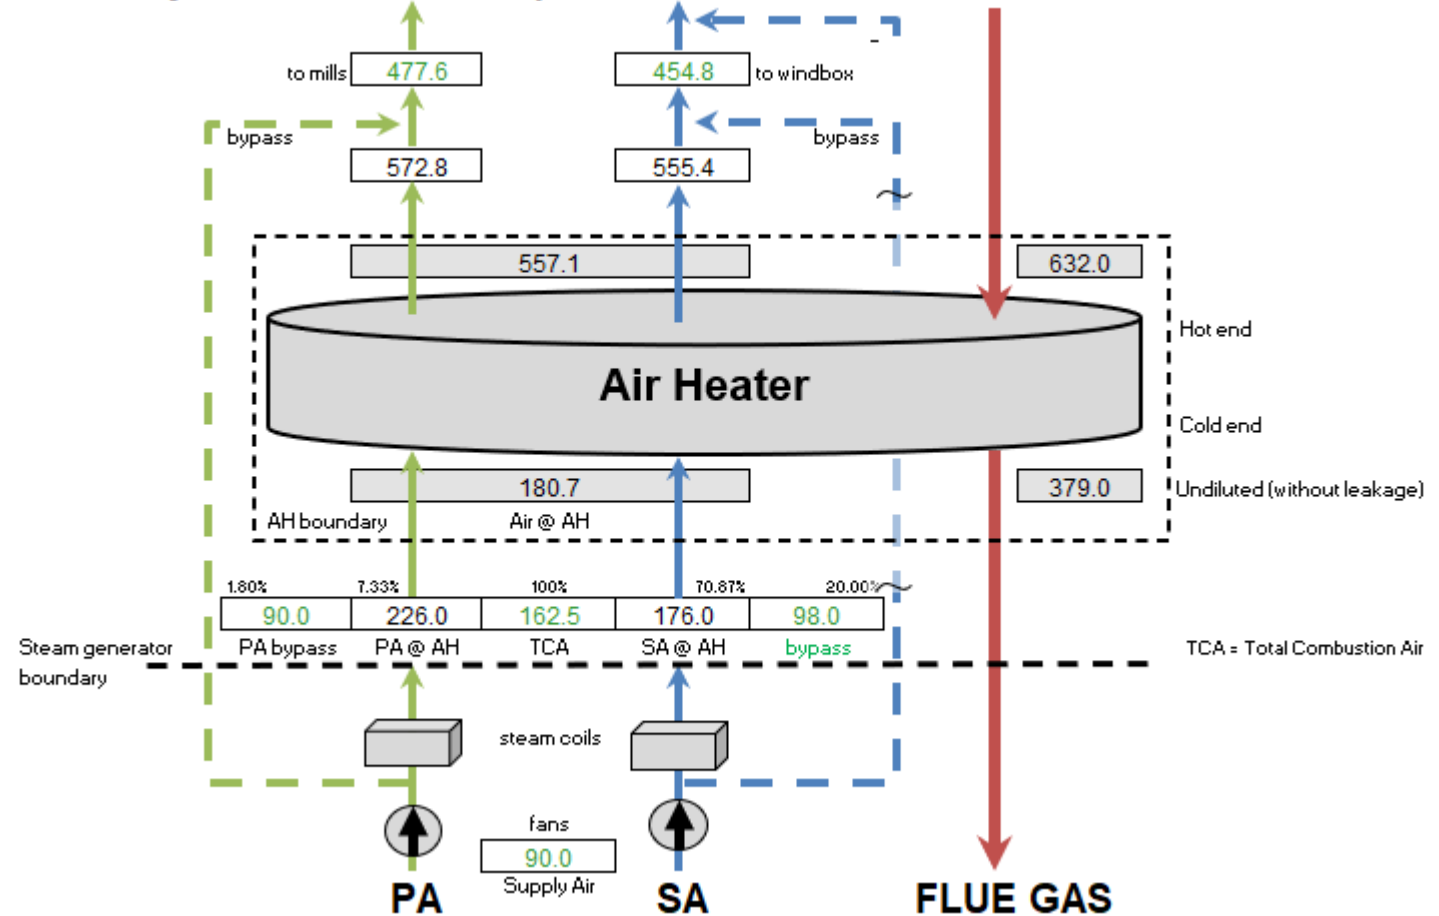 to mills 477.6 454.8 to windbox
-
bypass bypass
572.8 555.4
557.1 632.0
Hot end
Air Heater
Cold end
180.7 379.0 Undiluted (without leakage)
AH boundary Air @ AH
1.80% 7.33% 100% 70.87% 20.00%
90.0 226.0 162.5 176.0 98.0
Steam generator PA bypass PA @ AH TCA SA @ AH bypass TCA = Total Combustion Air
boundary
steam coils
fans
90.0
Supply Air
PA SA FLUE GAS